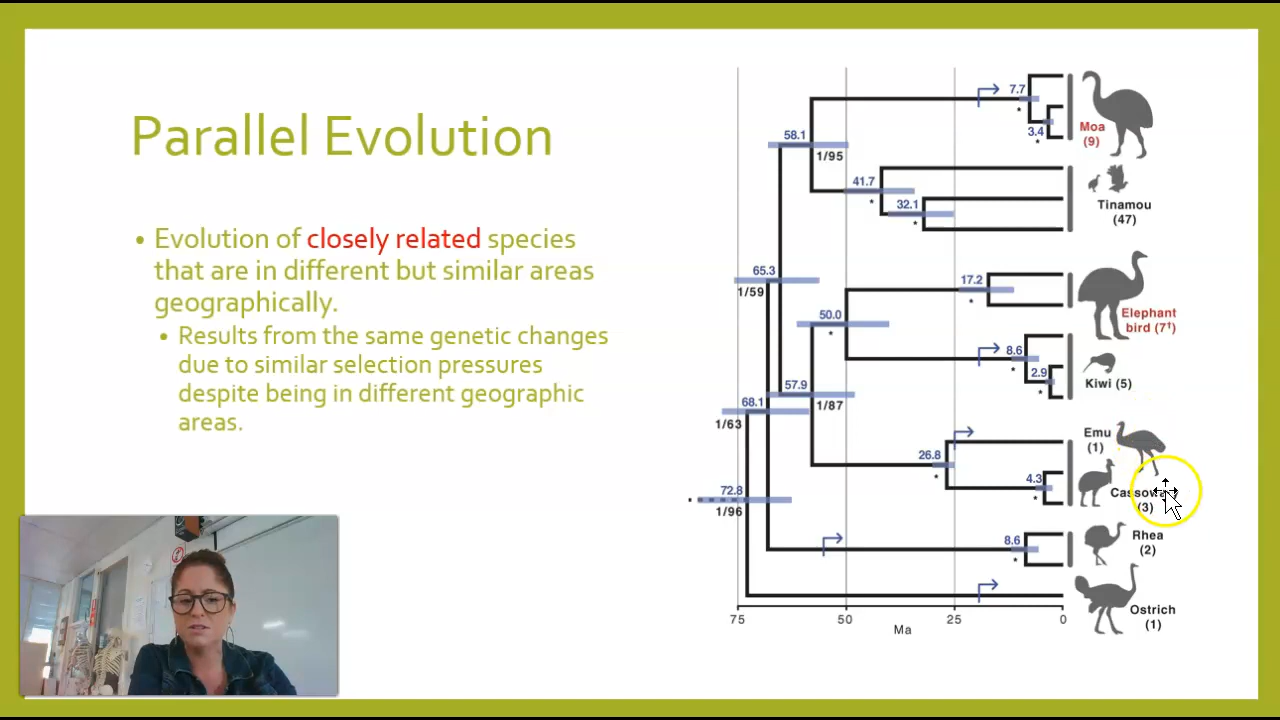 Parallel Evolution
• Evolution of closely related species
that are in different but similar areas
geographically.
• Results from the same genetic changes
due to similar selection pressures
despite being in different geographic
areas.
7.7
*
3.4
*
Moa
(9)
58.1
1/95
41.7
*
32.1
*
Tinamou
(47)
65.3
1/59
17.2
*
Elephant
bird (7†)
50.0
*
8.6
*
2.9
*
Kiwi (5)
57.9
1/87
68.1
1/63
Emu
(1)
26.8
*
4.3
*
(3)
72.8
1/96
8.6
*
Rhea
(2)
Ostrich
(1)
75 50 25 0
Ma